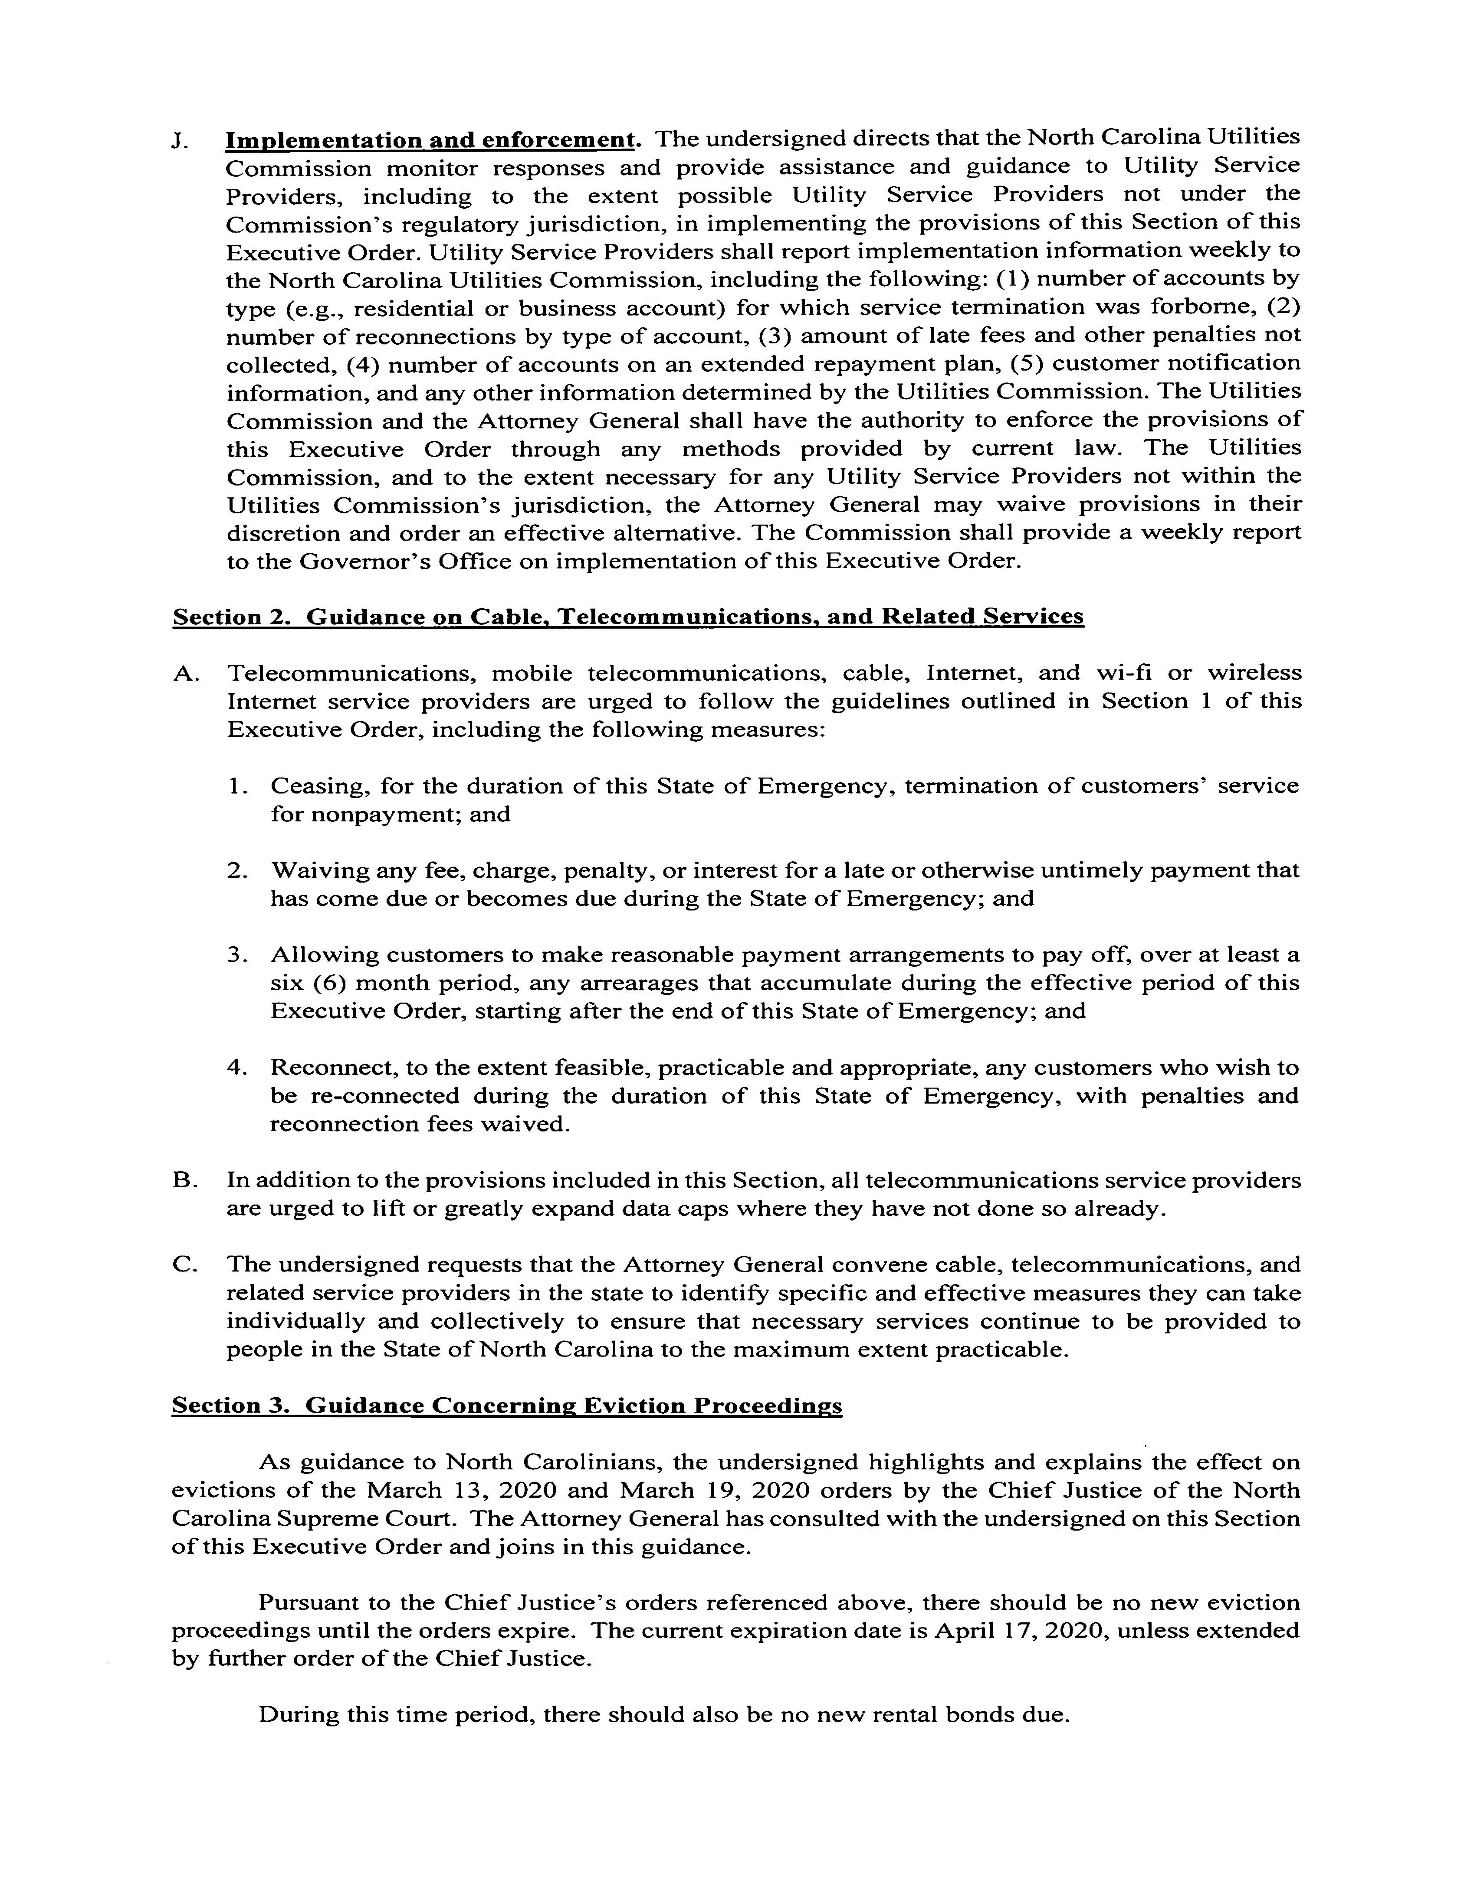 J. Implementation and enforcement. The undersigned directs that the North Carolina Utilities
Commission monitor responses and provide assistance and guidance to Utility Service
Providers, including to the extent possible Utility Service Providers not under the
Commission's regulatory jurisdiction, in implementing the provisions of this Section of this
Executive Order. Utility Service Providers shall report implementation information weekly to
the North Carolina Utilities Commission, including the following: (1) number of accounts by
type (e.g., residential or business account) for which service termination was forborne, (2)
number of reconnections by type of account, (3) amount of late fees and other penalties not
collected, (4) number of accounts on an extended repayment plan, (5) customer notification
information, and any other information determined by the Utilities Commission. The Utilities
Commission and the Attorney General shall have the authority to enforce the provisions of
this Executive Order through any methods provided by current law. The Utilities
Commission, and to the extent necessary for any Utility Service Providers not within the
Utilities Commission's jurisdiction, the Attorney General may waive provisions in their
discretion and order an effective alternative. The Commission shall provide a weekly report
to the Governor's Office on implementation of this Executive Order.
Section 2. Guidance on Cable, Telecommunications, and Related Services
A. Telecommunications, mobile telecommunications, cable, Internet, and wi-fi or wireless
Internet service providers are urged to follow the guidelines outlined in Section 1 of this
Executive Order, including the following measures:
1. Ceasing, for the duration of this State of Emergency, termination of customers' service
for nonpayment; and
2. Waiving any fee, charge, penalty, or interest for a late or otherwise untimely payment that
has come due or becomes due during the State of Emergency; and
3. Allowing customers to make reasonable payment arrangements to pay off, over at least a
six (6) month period, any arrearages that accumulate during the effective period of this
Executive Order, starting after the end of this State of Emergency; and
4. Reconnect, to the extent feasible, practicable and appropriate, any customers who wish to
be re-connected during the duration of this State of Emergency, with penalties and
reconnection fees waived.
B. In addition to the provisions included in this Section, all telecommunications service providers
are urged to lift or greatly expand data caps where they have not done so already.
C. The undersigned requests that the Attorney General convene cable, telecommunications, and
related service providers in the state to identify specific and effective measures they can take
individually and collectively to ensure that necessary services continue to be provided to
people in the State of North Carolina to the maximum extent practicable.
Section 3. Guidance Concerning Eviction Proceedings
As guidance to North Carolinians, the undersigned highlights and explains the effect on
evictions of the March 13, 2020 and March 19, 2020 orders by the Chief Justice of the North
Carolina Supreme Court. The Attorney General has consulted with the undersigned on this Section
of this Executive Order and joins in this guidance.
Pursuant to the Chief Justice's orders referenced above, there should be no new eviction
proceedings until the orders expire. The current expiration date is April 17, 2020, unless extended
by further order of the Chief Justice.
During this time period, there should also be no new rental bonds due.